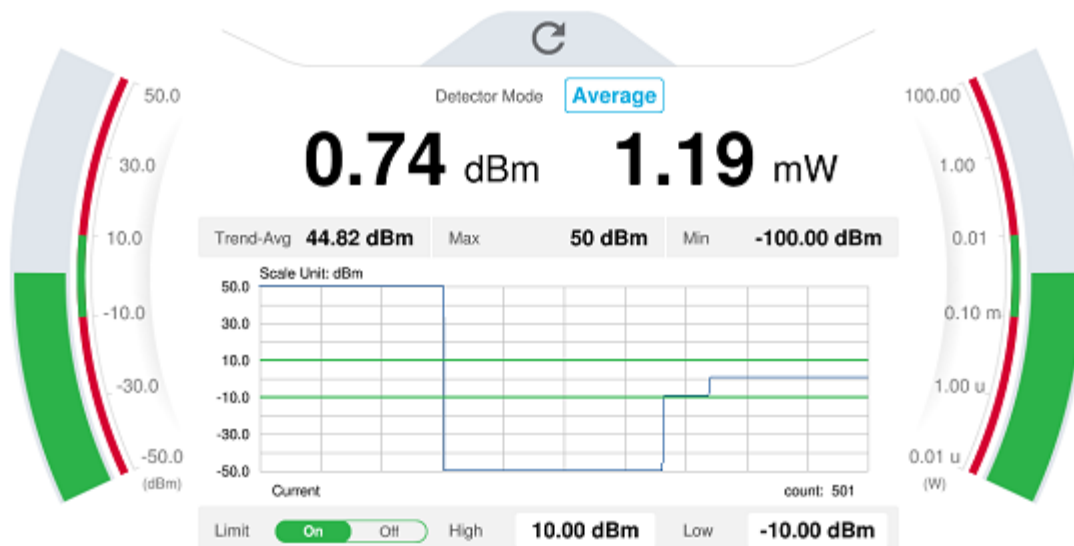 Detector Mode Average
50.0
30.0
10.0
-10.0
-30.0
-50.0
(dBm)
0.74 dBm 1.19 mW
Trend-Avg 44.82 dBm Max 50 dBm Min -100.00 dBm
Scale Unit: dBm
50.0
30.0
10.0
-10.0
-30.0
-50.0
Current count: 501
Limit On Off High 10.00 dBm Low -10.00 dBm
100.00
1.00
0.01
0.10 m
1.00 u
0.01 u
(W)